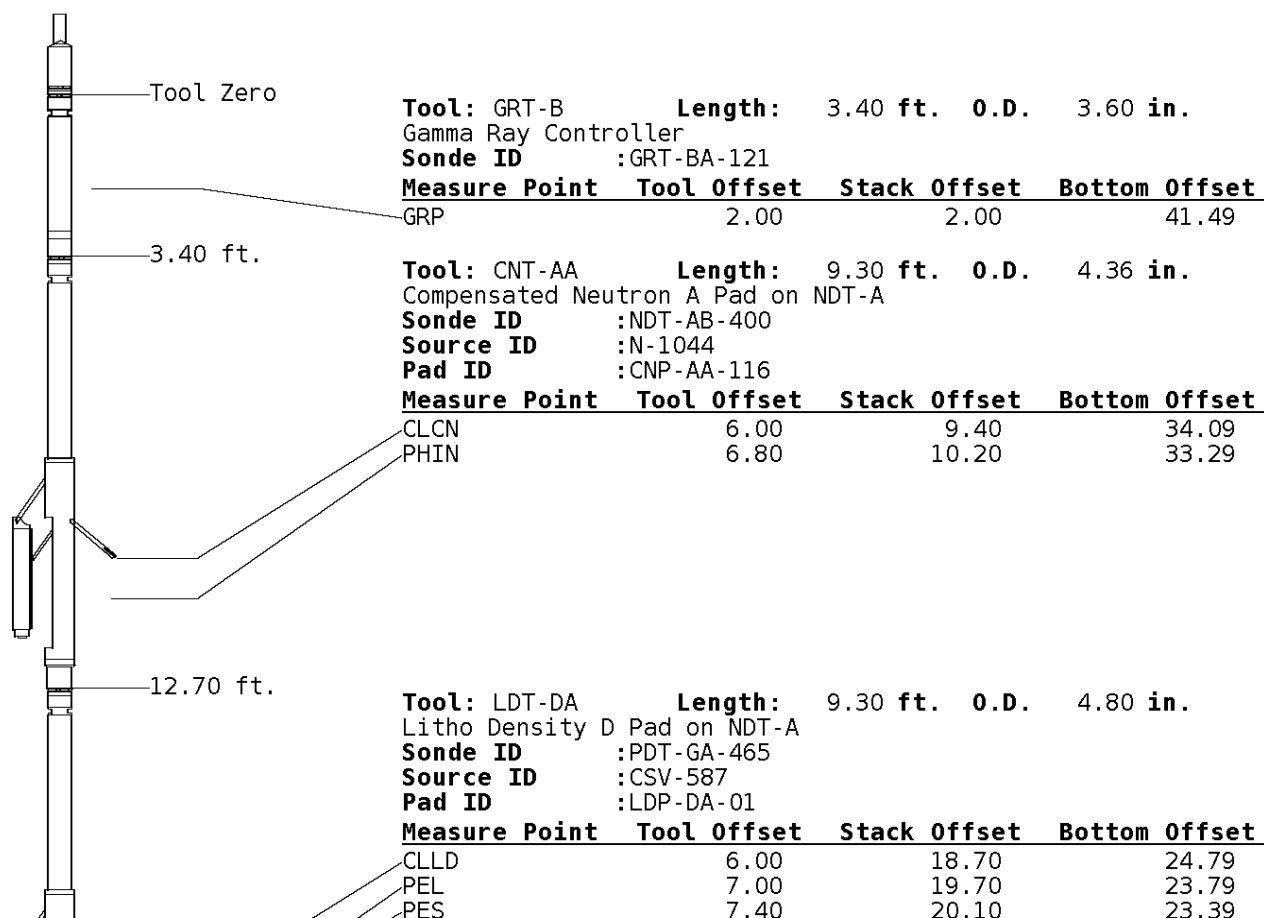 Tool Zero
Tool: GRT-B Length: 3.40 ft. O.D. 3.60 in.
Gamma Ray Controller
Sonde ID :GRT-BA-121
Measure Point Tool Offset Stack Offset Bottom Offset
GRP 2.00 2.00 41.49
3.40 ft.
Tool: CNT-AA Length: 9.30 ft. O.D. 4.36 in.
Compensated Neutron A Pad on NDT-A
Sonde ID :NDT-AB-400
Source ID :N-1044
Pad ID :CNP-AA-116
Measure Point Tool Offset Stack Offset Bottom Offset
CLCN 6.00 9.40 34.09
PHIN 6.80 10.20 33.29
12.70 ft.
Tool: LDT-DA Length: 9.30 ft. O.D. 4.80 in.
Litho Density D Pad on NDT-A
Sonde ID :PDT-GA-465
Source ID :CSV-587
Pad ID :LDP-DA-01
Measure Point Tool Offset Stack Offset Bottom Offset
CLLD 6.00 18.70 24.79
PEL 7.00 19.70 23.79
PES 7.40 20.10 23.39